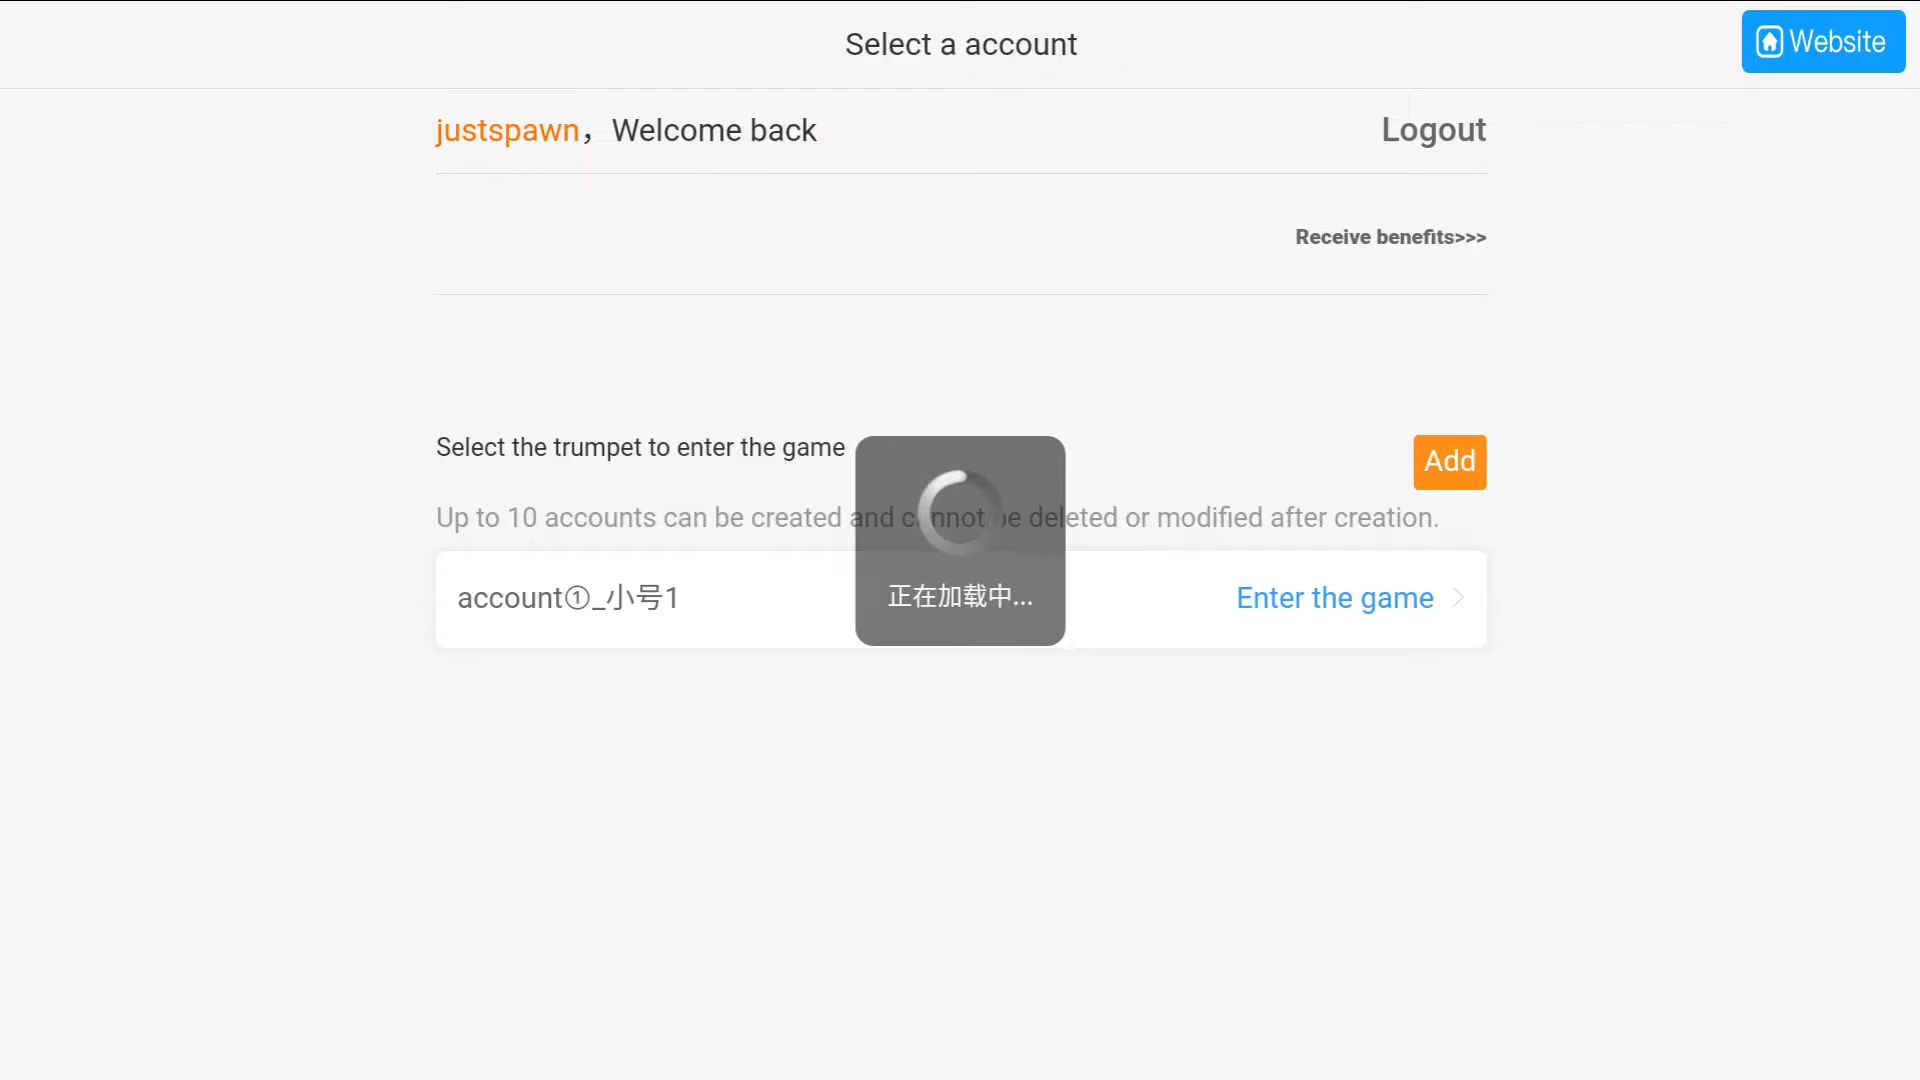 Select a account
Website
justspawn，Welcome back
Logout
Receive benefits>>>
Select the trumpet to enter the game
Add
Up to 10 accounts can be created and cannot be deleted or modified after creation.
account①_小号1
正在加载中...
Enter the game